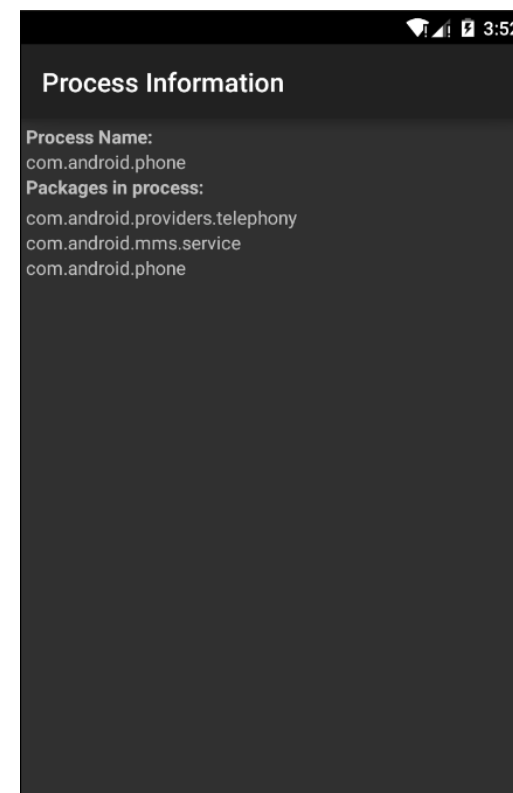 3:52
Process Information
Process Name:
com.android.phone
Packages in process:
com.android.providers.telephony
com.android.mms.service
com.android.phone